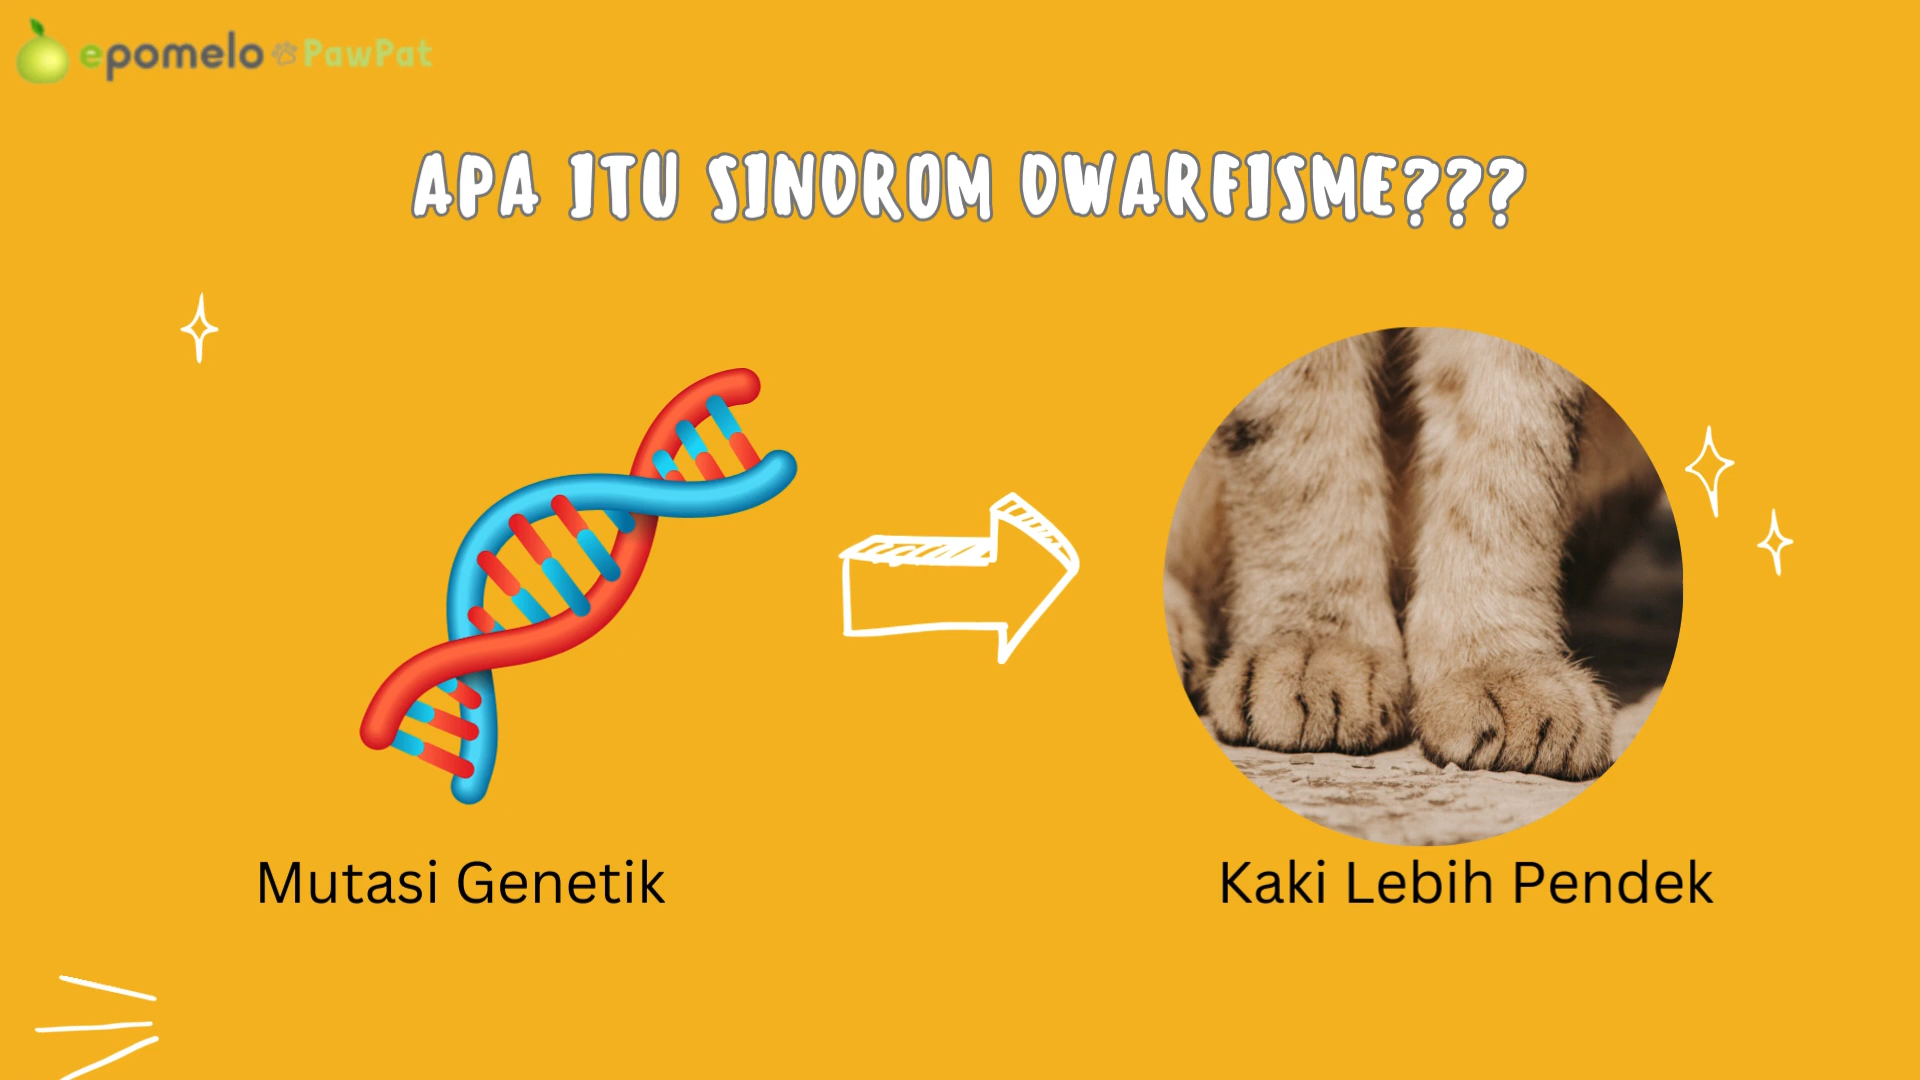 epomelo PawPat
APA ITU SINDROM DWARFISME???
Mutasi Genetik
Kaki Lebih Pendek